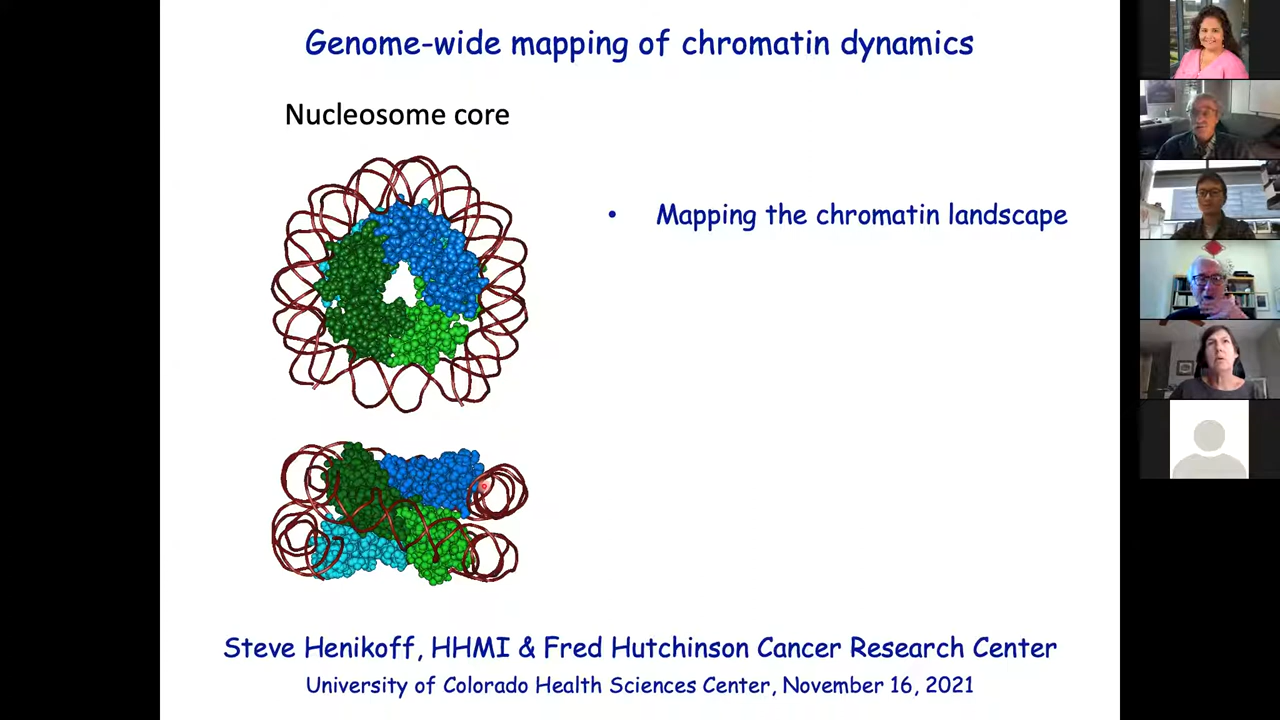 Genome-wide mapping of chromatin dynamics
Nucleosome core
• Mapping the chromatin landscape
Steve Henikoff, HHMI & Fred Hutchinson Cancer Research Center
University of Colorado Health Sciences Center, November 16, 2021